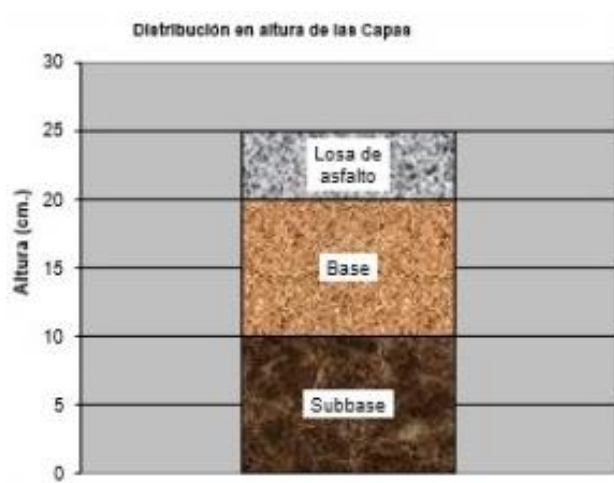 Distribución en altura de las Capas
30
25
20
15
10
5
0
Altura (cm.)
Losa de
asfalto
Base
Subbase